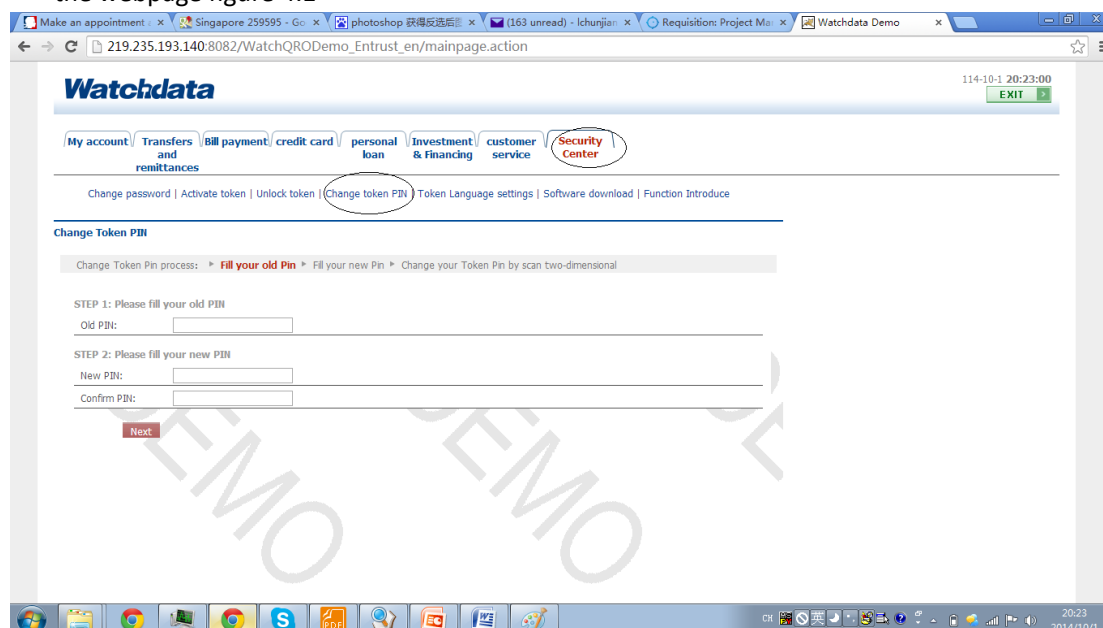 the webpage figure 4.2
Make an appointment a
Singapore 259595 - Go
photoshop 获得反选后
(163 unread) - lchunjian
Requisition: Project Ma
Watchdata Demo
219.235.193.140:8082/WatchQRODemo_Entrust_en/mainpage.action
Watchdata
114-10-1 20:23:00
EXIT
My account
Transfers and remittances
Bill payment
credit card
personal loan
Investment & Financing
customer service
Security Center
Change password | Activate token | Unlock token | Change token PIN | Token Language settings | Software download | Function Introduce
Change Token PIN
Change Token Pin process: Fill your old Pin Fill your new Pin Change your Token Pin by scan two-dimensional
STEP 1: Please fill your old PIN
Old PIN:
STEP 2: Please fill your new PIN
New PIN:
Confirm PIN:
Next
DEMO
DEMO
CH 英
20:23
2014/10/1